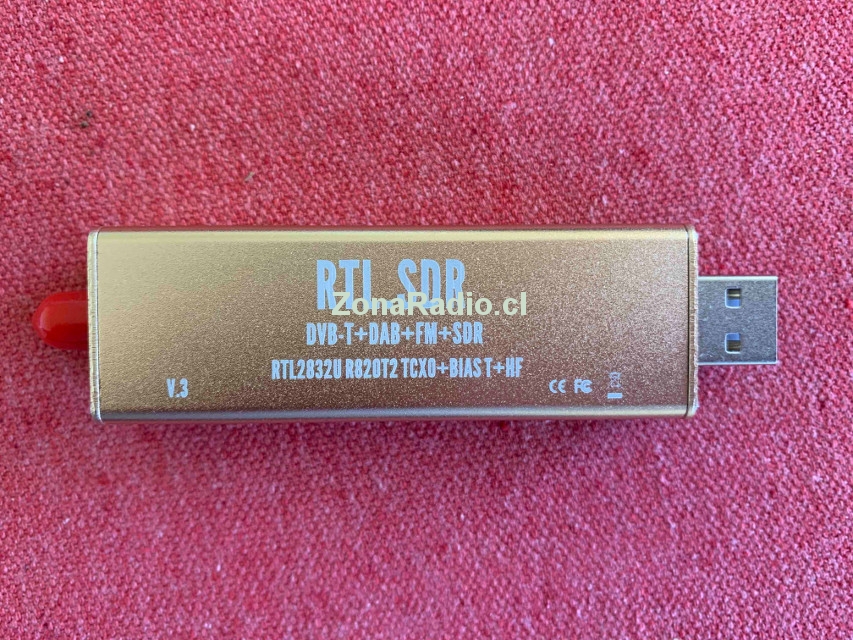 RTL SDR
ZonaRadio.cl
DVB-T+DAB+FM+SDR
RTL2832U R820T2 TCXO+BIAS T+HF
V.3
CE FC